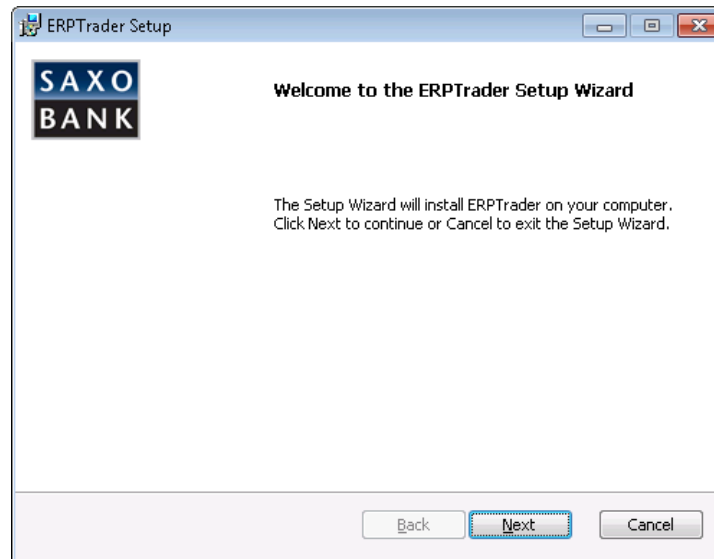 ERPTrader Setup
SAXO
BANK
Welcome to the ERPTrader Setup Wizard
The Setup Wizard will install ERPTrader on your computer.
Click Next to continue or Cancel to exit the Setup Wizard.
Back Next Cancel